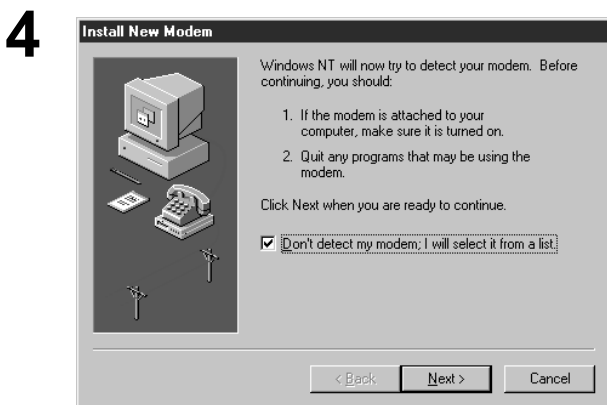 4
Install New Modem
Windows NT will now try to detect your modem. Before
continuing, you should:
1. If the modem is attached to your
computer, make sure it is turned on.
2. Quit any programs that may be using the
modem.
Click Next when you are ready to continue.
Don't detect my modem; I will select it from a list.
< Back
Next >
Cancel